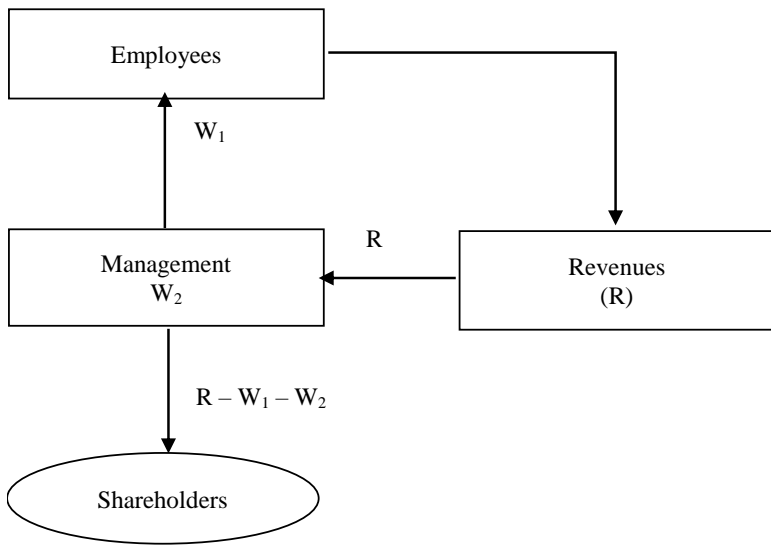 Employees
W₁
R
Management
W₂
Revenues
(R)
R – W₁ – W₂
Shareholders